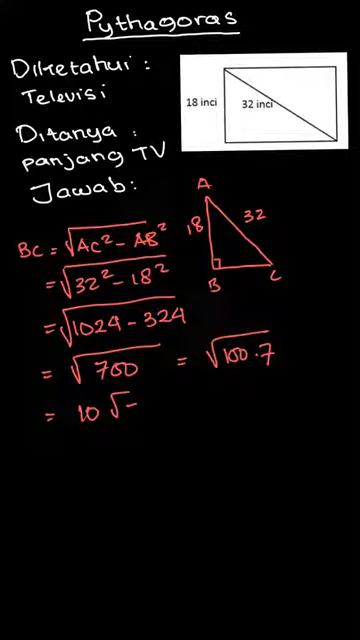 Pythagoras
Diketahui :
Televisi
18 inci
32 inci
Ditanya :
panjang TV
Jawab :
A
18
32
B
C
BC = √AC² - AB²
= √32² - 18²
= √1024 - 324
= √700 = √100.7
= 10 √